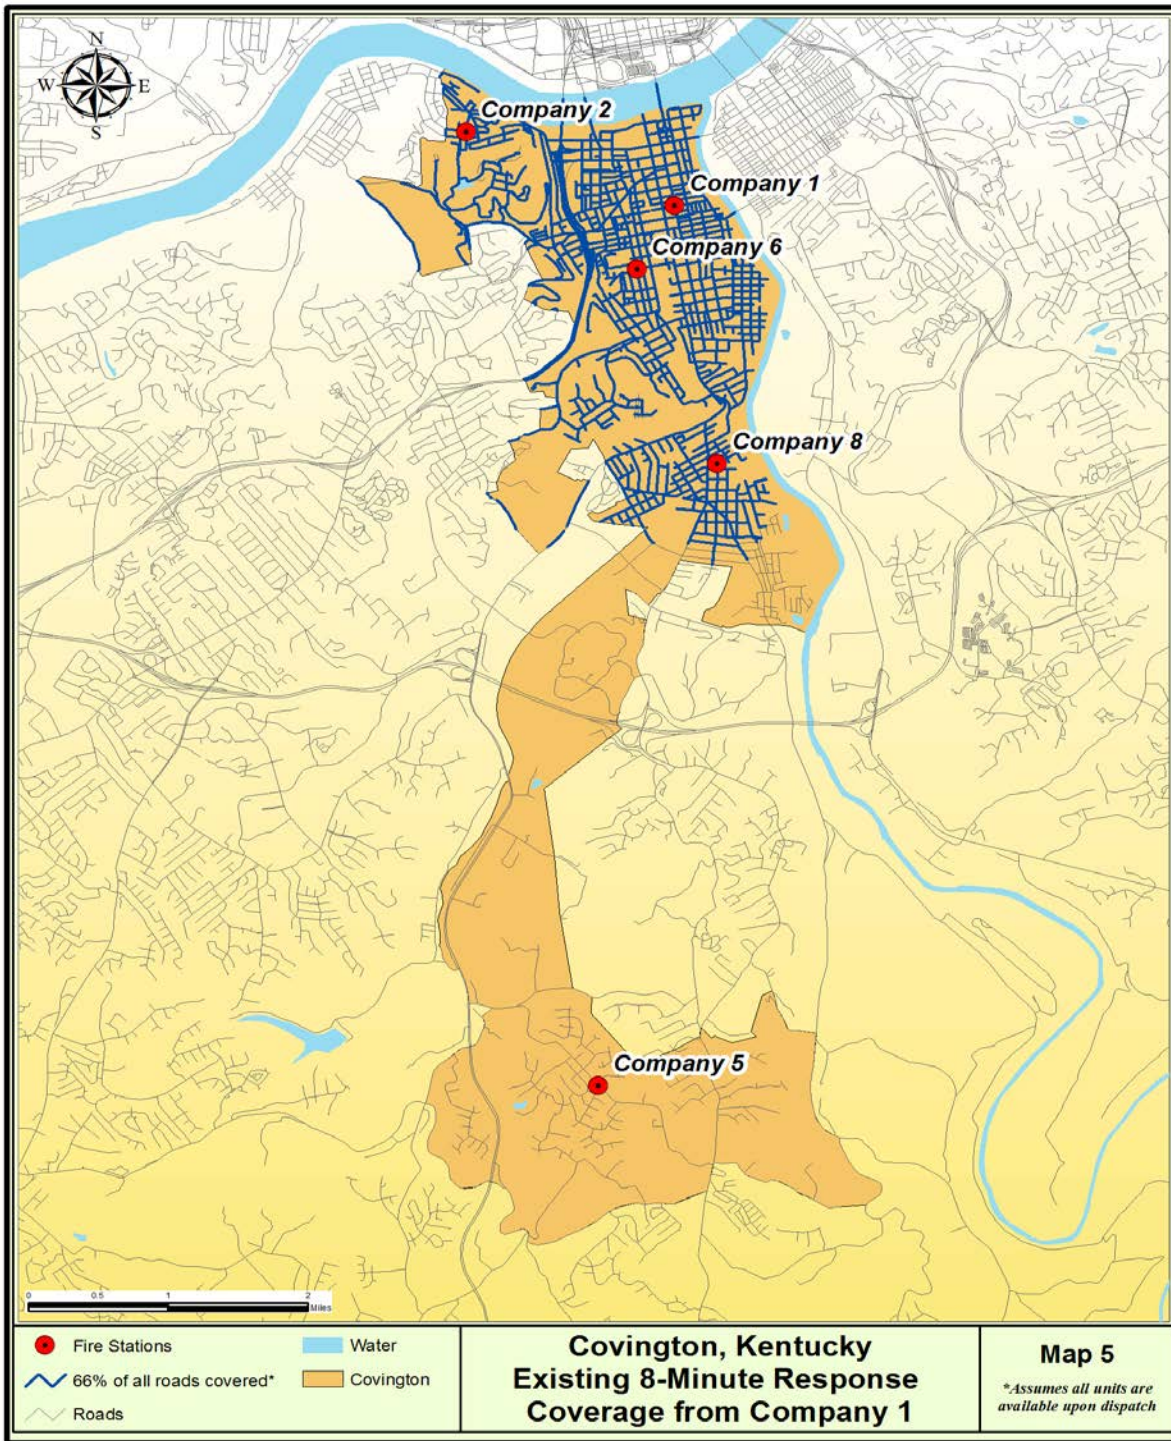 N
W E
S
Company 2
Company 1
Company 6
Company 8
Company 5
0 0.5 1 2
Miles
Fire Stations
66% of all roads covered*
Roads
Water
Covington
Covington, Kentucky
Existing 8-Minute Response
Coverage from Company 1
Map 5
*Assumes all units are
available upon dispatch